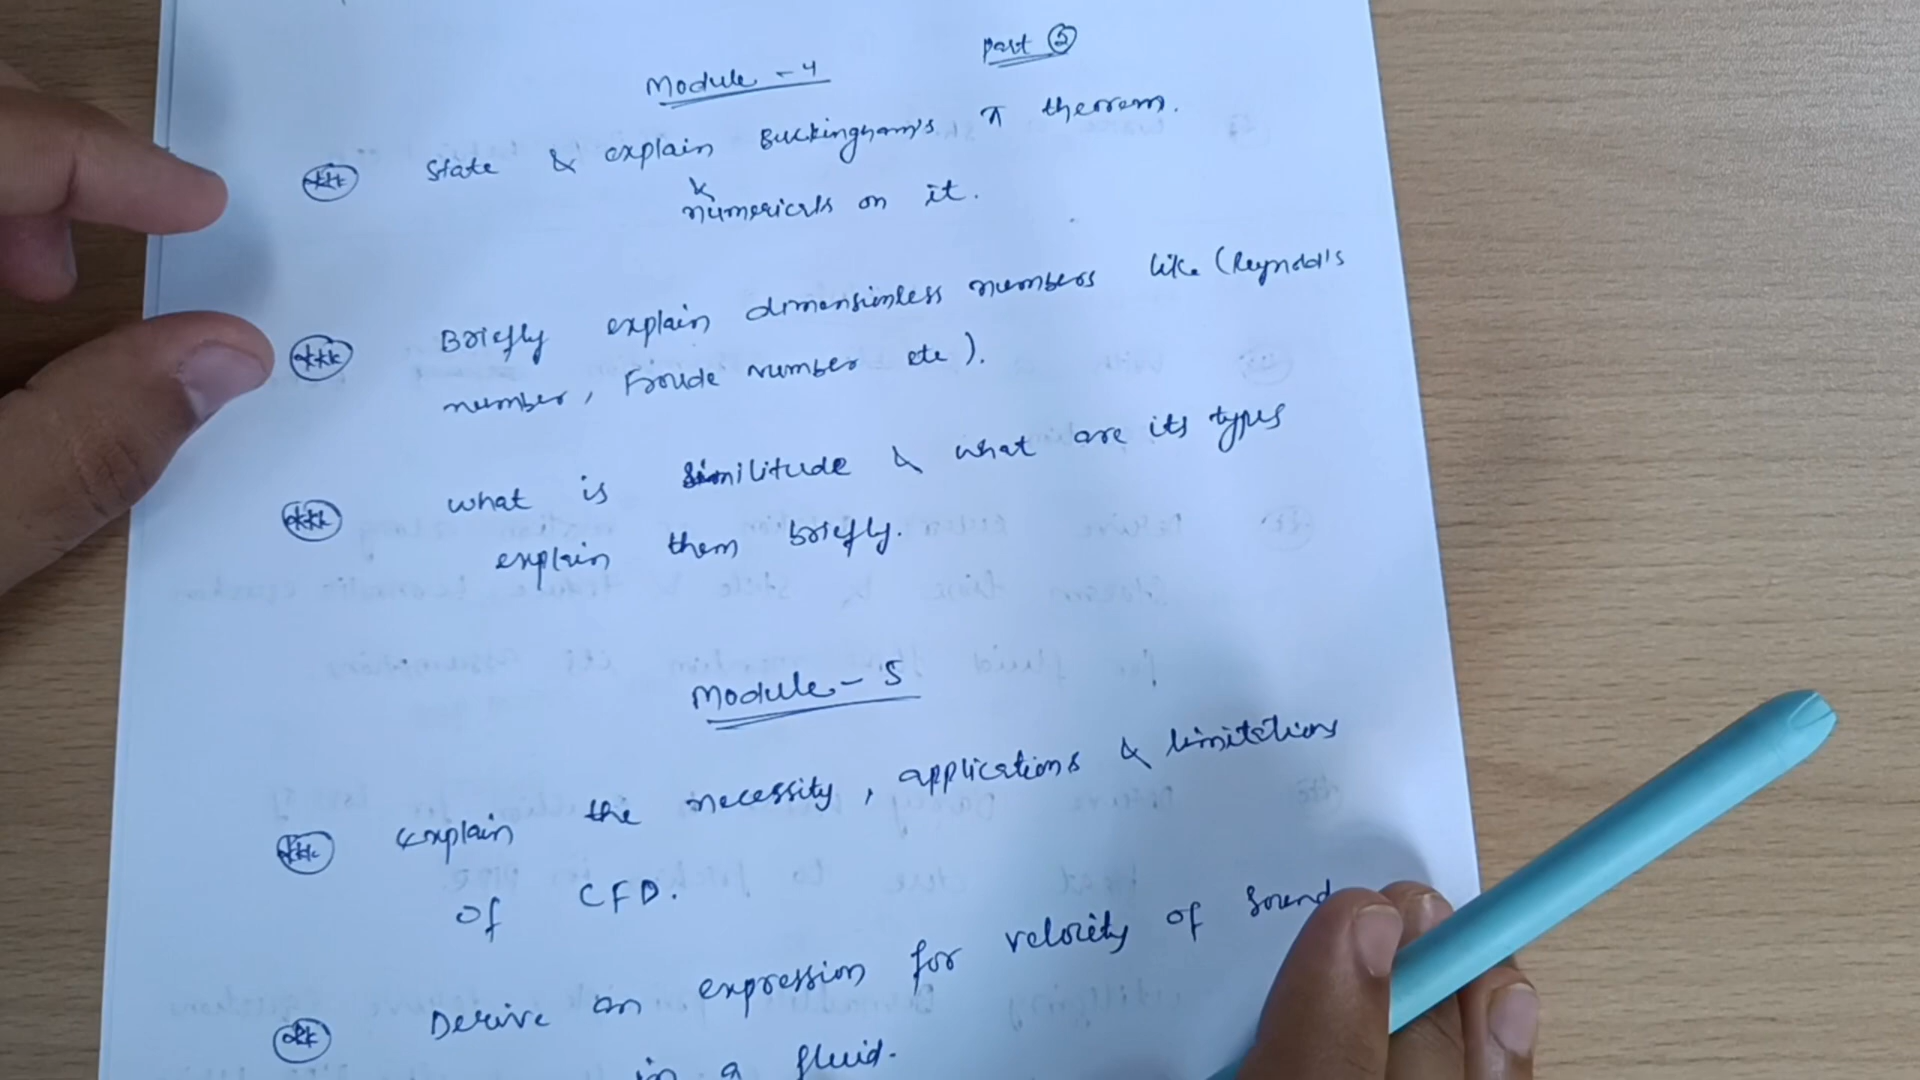 Part ②
Module - 4
*** State & explain Buckingham's π theorem.
& numericals on it.
*** Briefly explain dimensionless numbers like (Reynold's
number, Froude number etc).
*** what is similitude & what are its types
explain them briefly.
Module - 5
*** Explain the necessity, applications & limitations
of CFD.
** Derive an expression for velocity of sound
in a fluid.